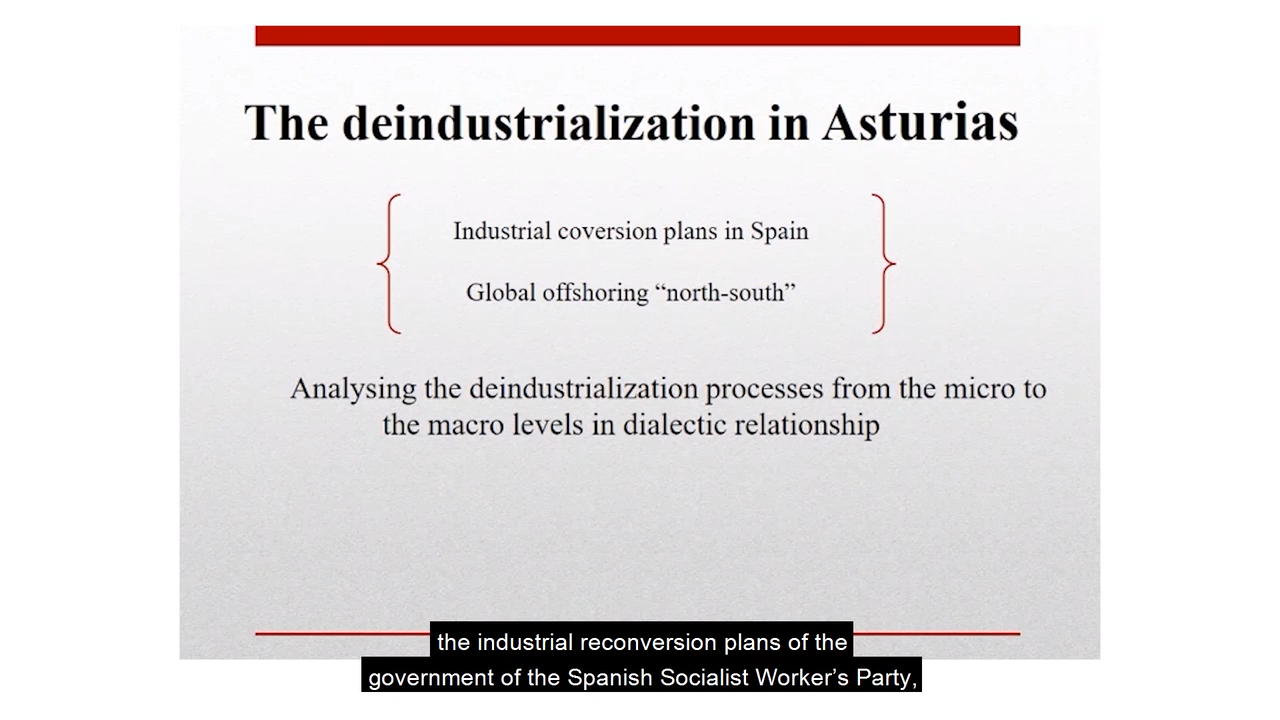 The deindustrialization in Asturias
Industrial coversion plans in Spain
Global offshoring “north-south”
Analysing the deindustrialization processes from the micro to
the macro levels in dialectic relationship
the industrial reconversion plans of the
government of the Spanish Socialist Worker’s Party,